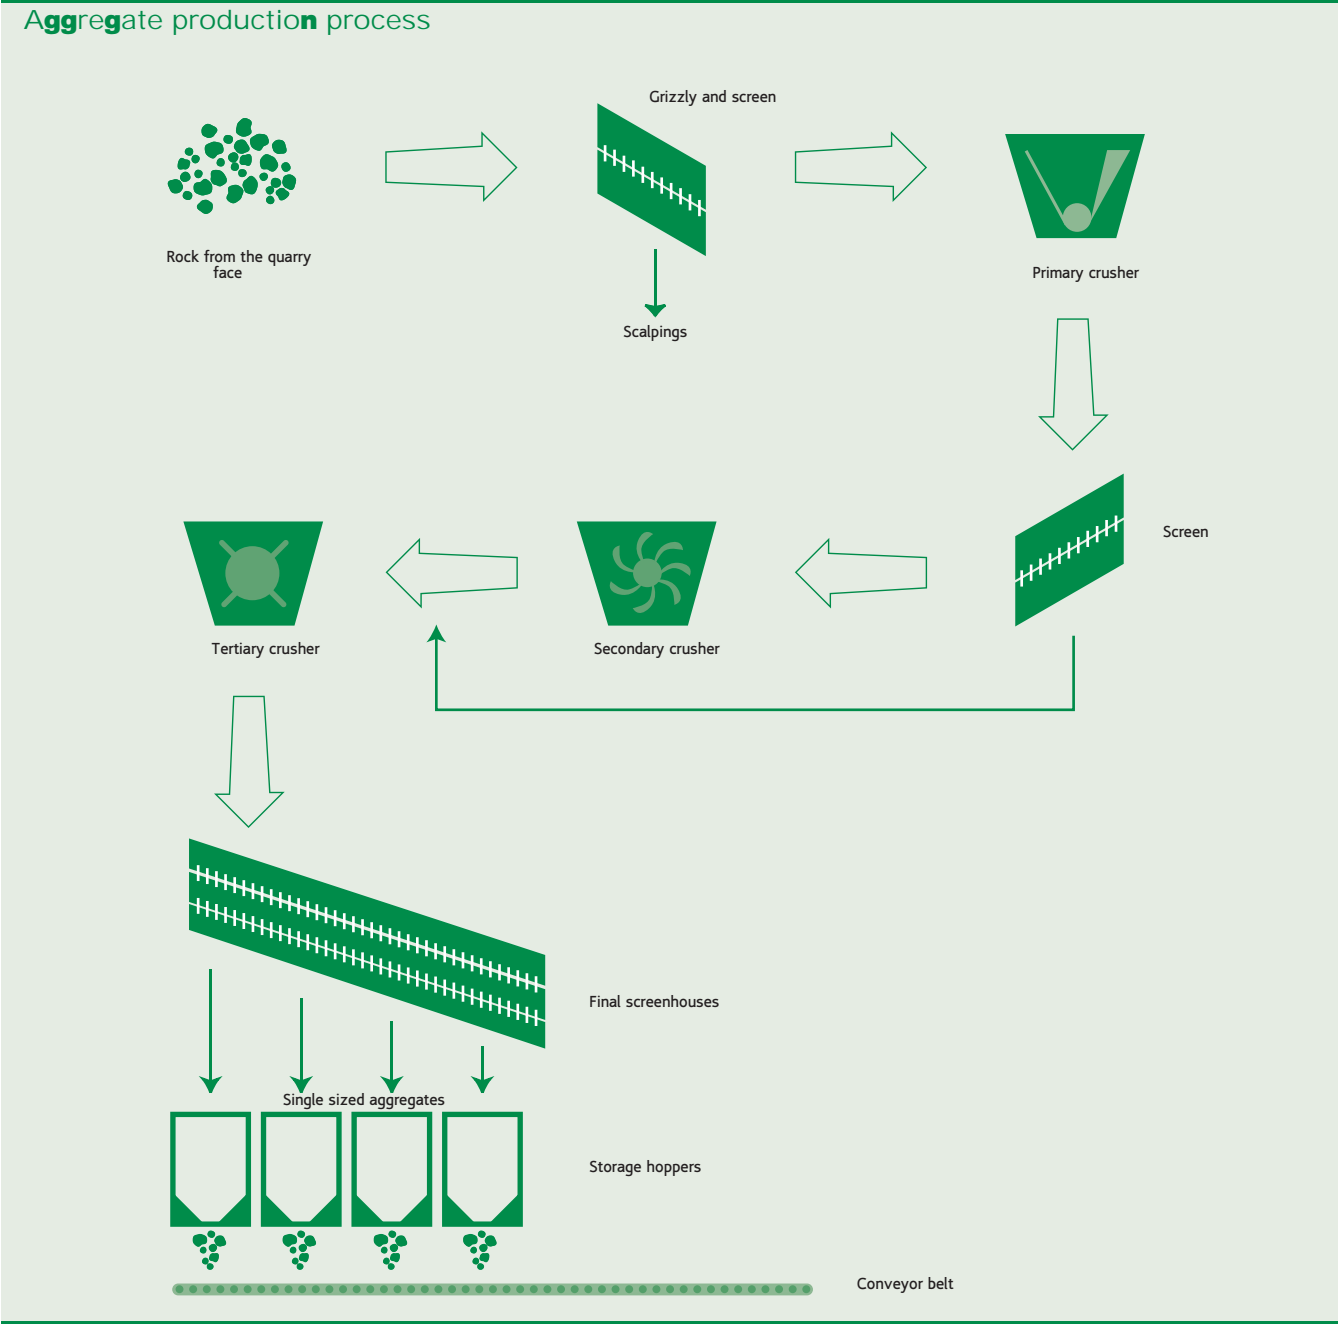 Aggregate production process
Grizzly and screen
Rock from the quarry
face
Primary crusher
Scalpings
Screen
Tertiary crusher
Secondary crusher
Final screenhouses
Single sized aggregates
Storage hoppers
Conveyor belt